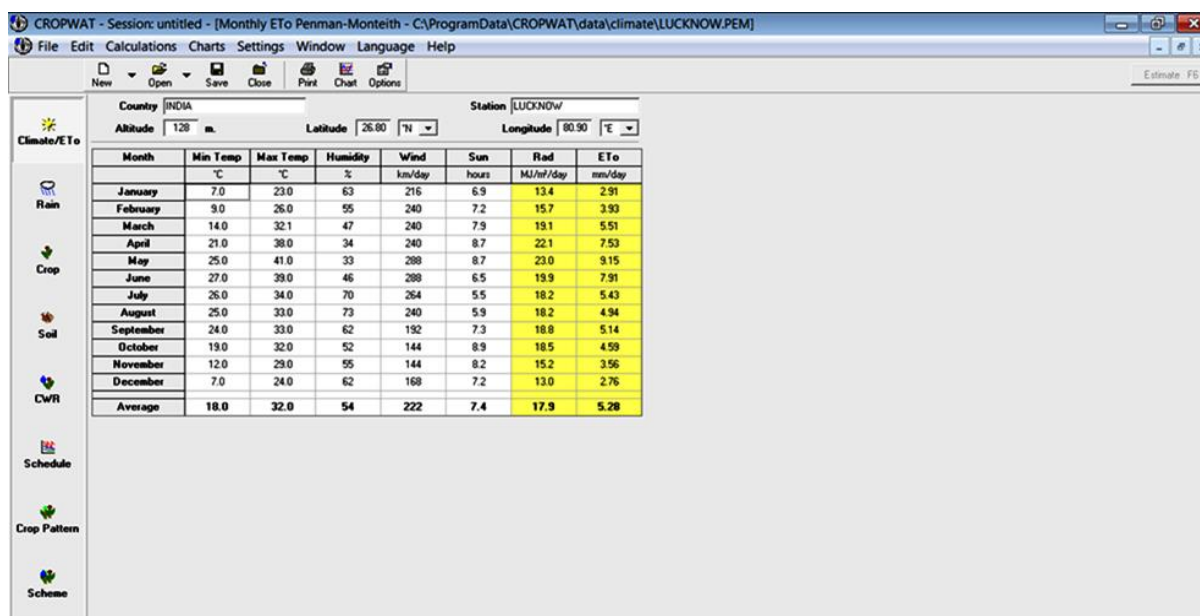 CROPWAT - Session: untitled - [Monthly ETo Penman-Monteith - C:\ProgramData\CROPWAT\data\climate\LUCKNOW.PEM]
File Edit Calculations Charts Settings Window Language Help
New Open Save Close Print Chart Options Estimate F6
Country INDIA Station LUCKNOW
Altitude 128 m. Latitude 26.80 °N Longitude 80.90 °E
Month Min Temp Max Temp Humidity Wind Sun Rad ETo
°C °C % km/day hours MJ/m²/day mm/day
January 7.0 23.0 63 216 6.9 13.4 2.91
February 9.0 26.0 55 240 7.2 15.7 3.93
March 14.0 32.1 47 240 7.9 19.1 5.51
April 21.0 38.0 34 240 8.7 22.1 7.53
May 25.0 41.0 33 288 8.7 23.0 9.15
June 27.0 39.0 46 288 6.5 19.9 7.91
July 26.0 34.0 70 264 5.5 18.2 5.43
August 25.0 33.0 73 240 5.9 18.2 4.94
September 24.0 33.0 62 192 7.3 18.8 5.14
October 19.0 32.0 52 144 8.9 18.5 4.59
November 12.0 29.0 55 144 8.2 15.2 3.56
December 7.0 24.0 62 168 7.2 13.0 2.76
Average 18.0 32.0 54 222 7.4 17.9 5.28
Climate/ETo
Rain
Crop
Soil
CWR
Schedule
Crop Pattern
Scheme